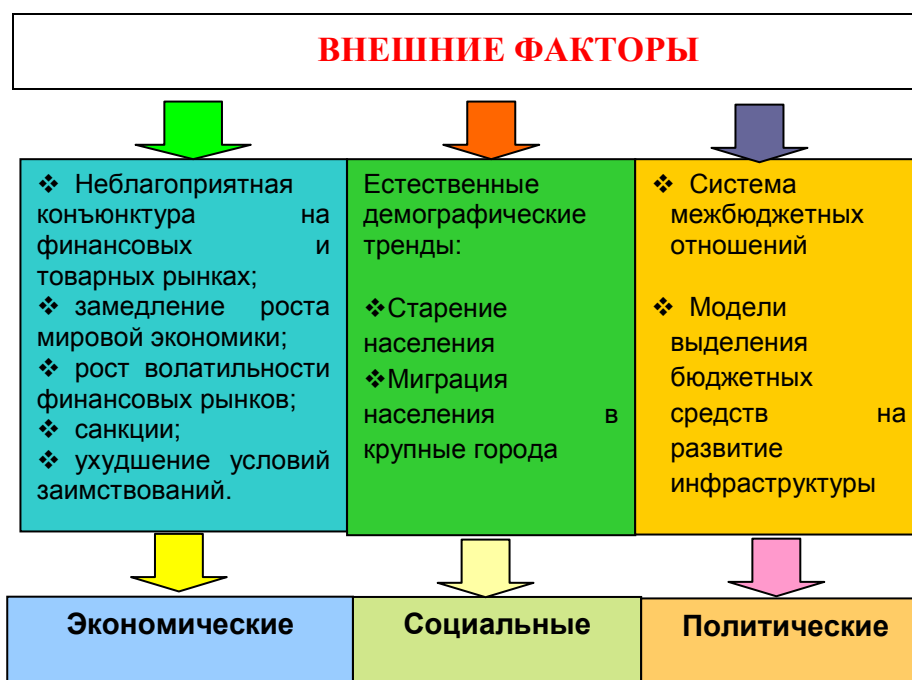 ВНЕШНИЕ ФАКТОРЫ
❖ Неблагоприятная
конъюнктура на
финансовых и
товарных рынках;
❖ замедление роста
мировой экономики;
❖ рост волатильности
финансовых рынков;
❖ санкции;
❖ ухудшение условий
заимствований.
Естественные
демографические
тренды:
❖Старение
населения
❖Миграция
населения в
крупные города
❖ Система
межбюджетных
отношений
❖ Модели
выделения
бюджетных
средств на
развитие
инфраструктуры
Экономические
Социальные
Политические